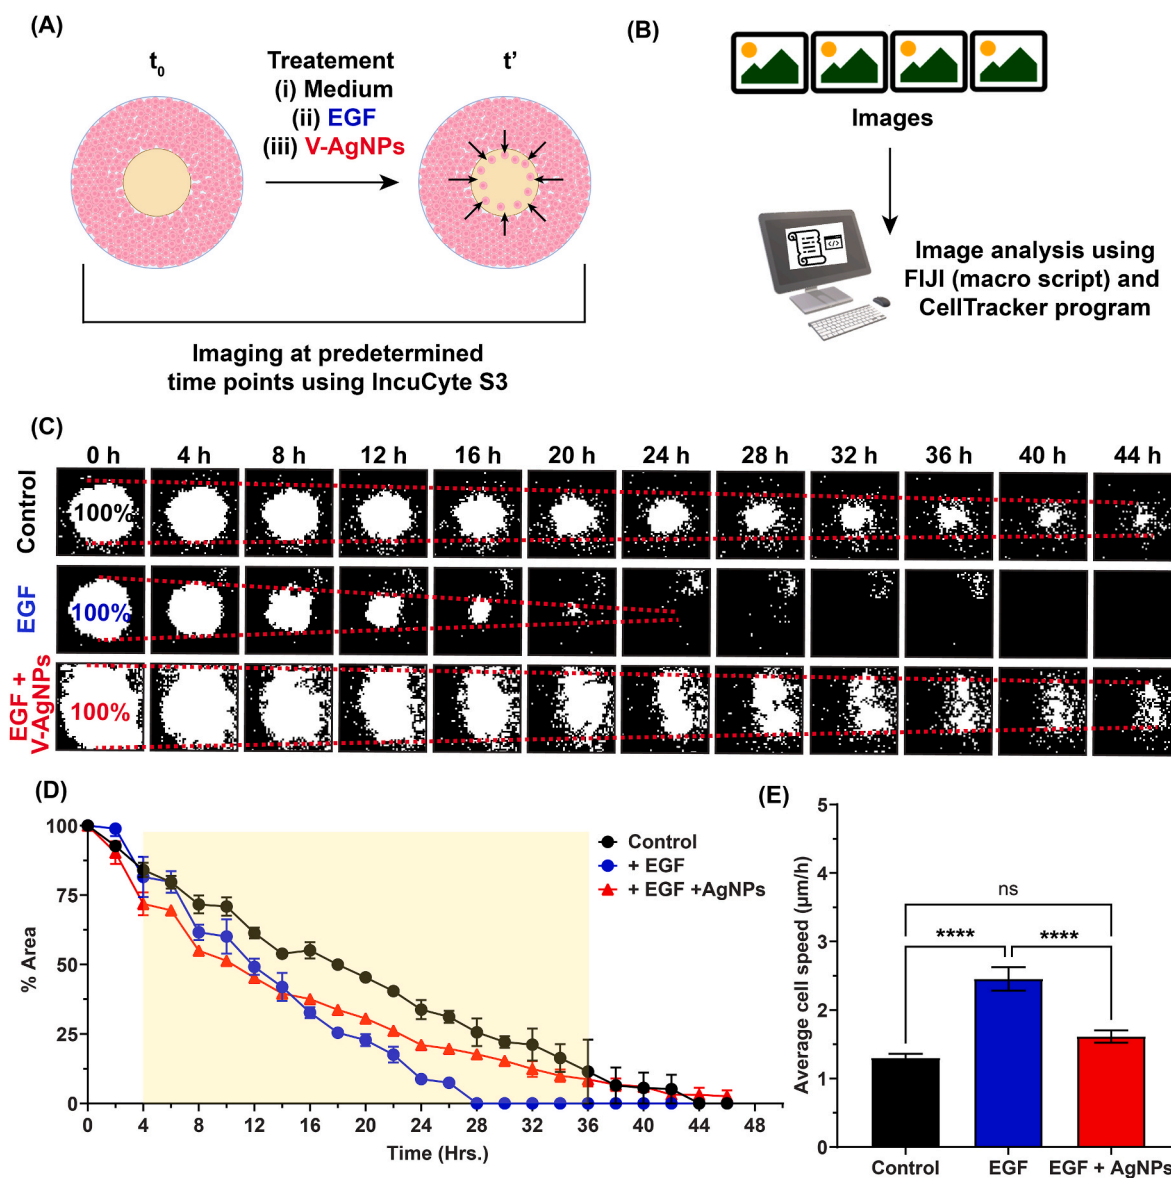 (A)
t0
Treatement
(i) Medium
(ii) EGF
(iii) V-AgNPs
t'
Imaging at predetermined
time points using IncuCyte S3
(B)
Images
Image analysis using
FIJI (macro script) and
CellTracker program
(C)
0 h 4 h 8 h 12 h 16 h 20 h 24 h 28 h 32 h 36 h 40 h 44 h
Control
100%
EGF
100%
EGF +
V-AgNPs
100%
(D)
100
75
50
25
0
% Area
0 4 8 12 16 20 24 28 32 36 40 44 48
Time (Hrs.)
Control
+ EGF
+ EGF +AgNPs
(E)
5
4
3
2
1
0
Average cell speed (µm/h)
ns
**** ****
Control EGF EGF + AgNPs